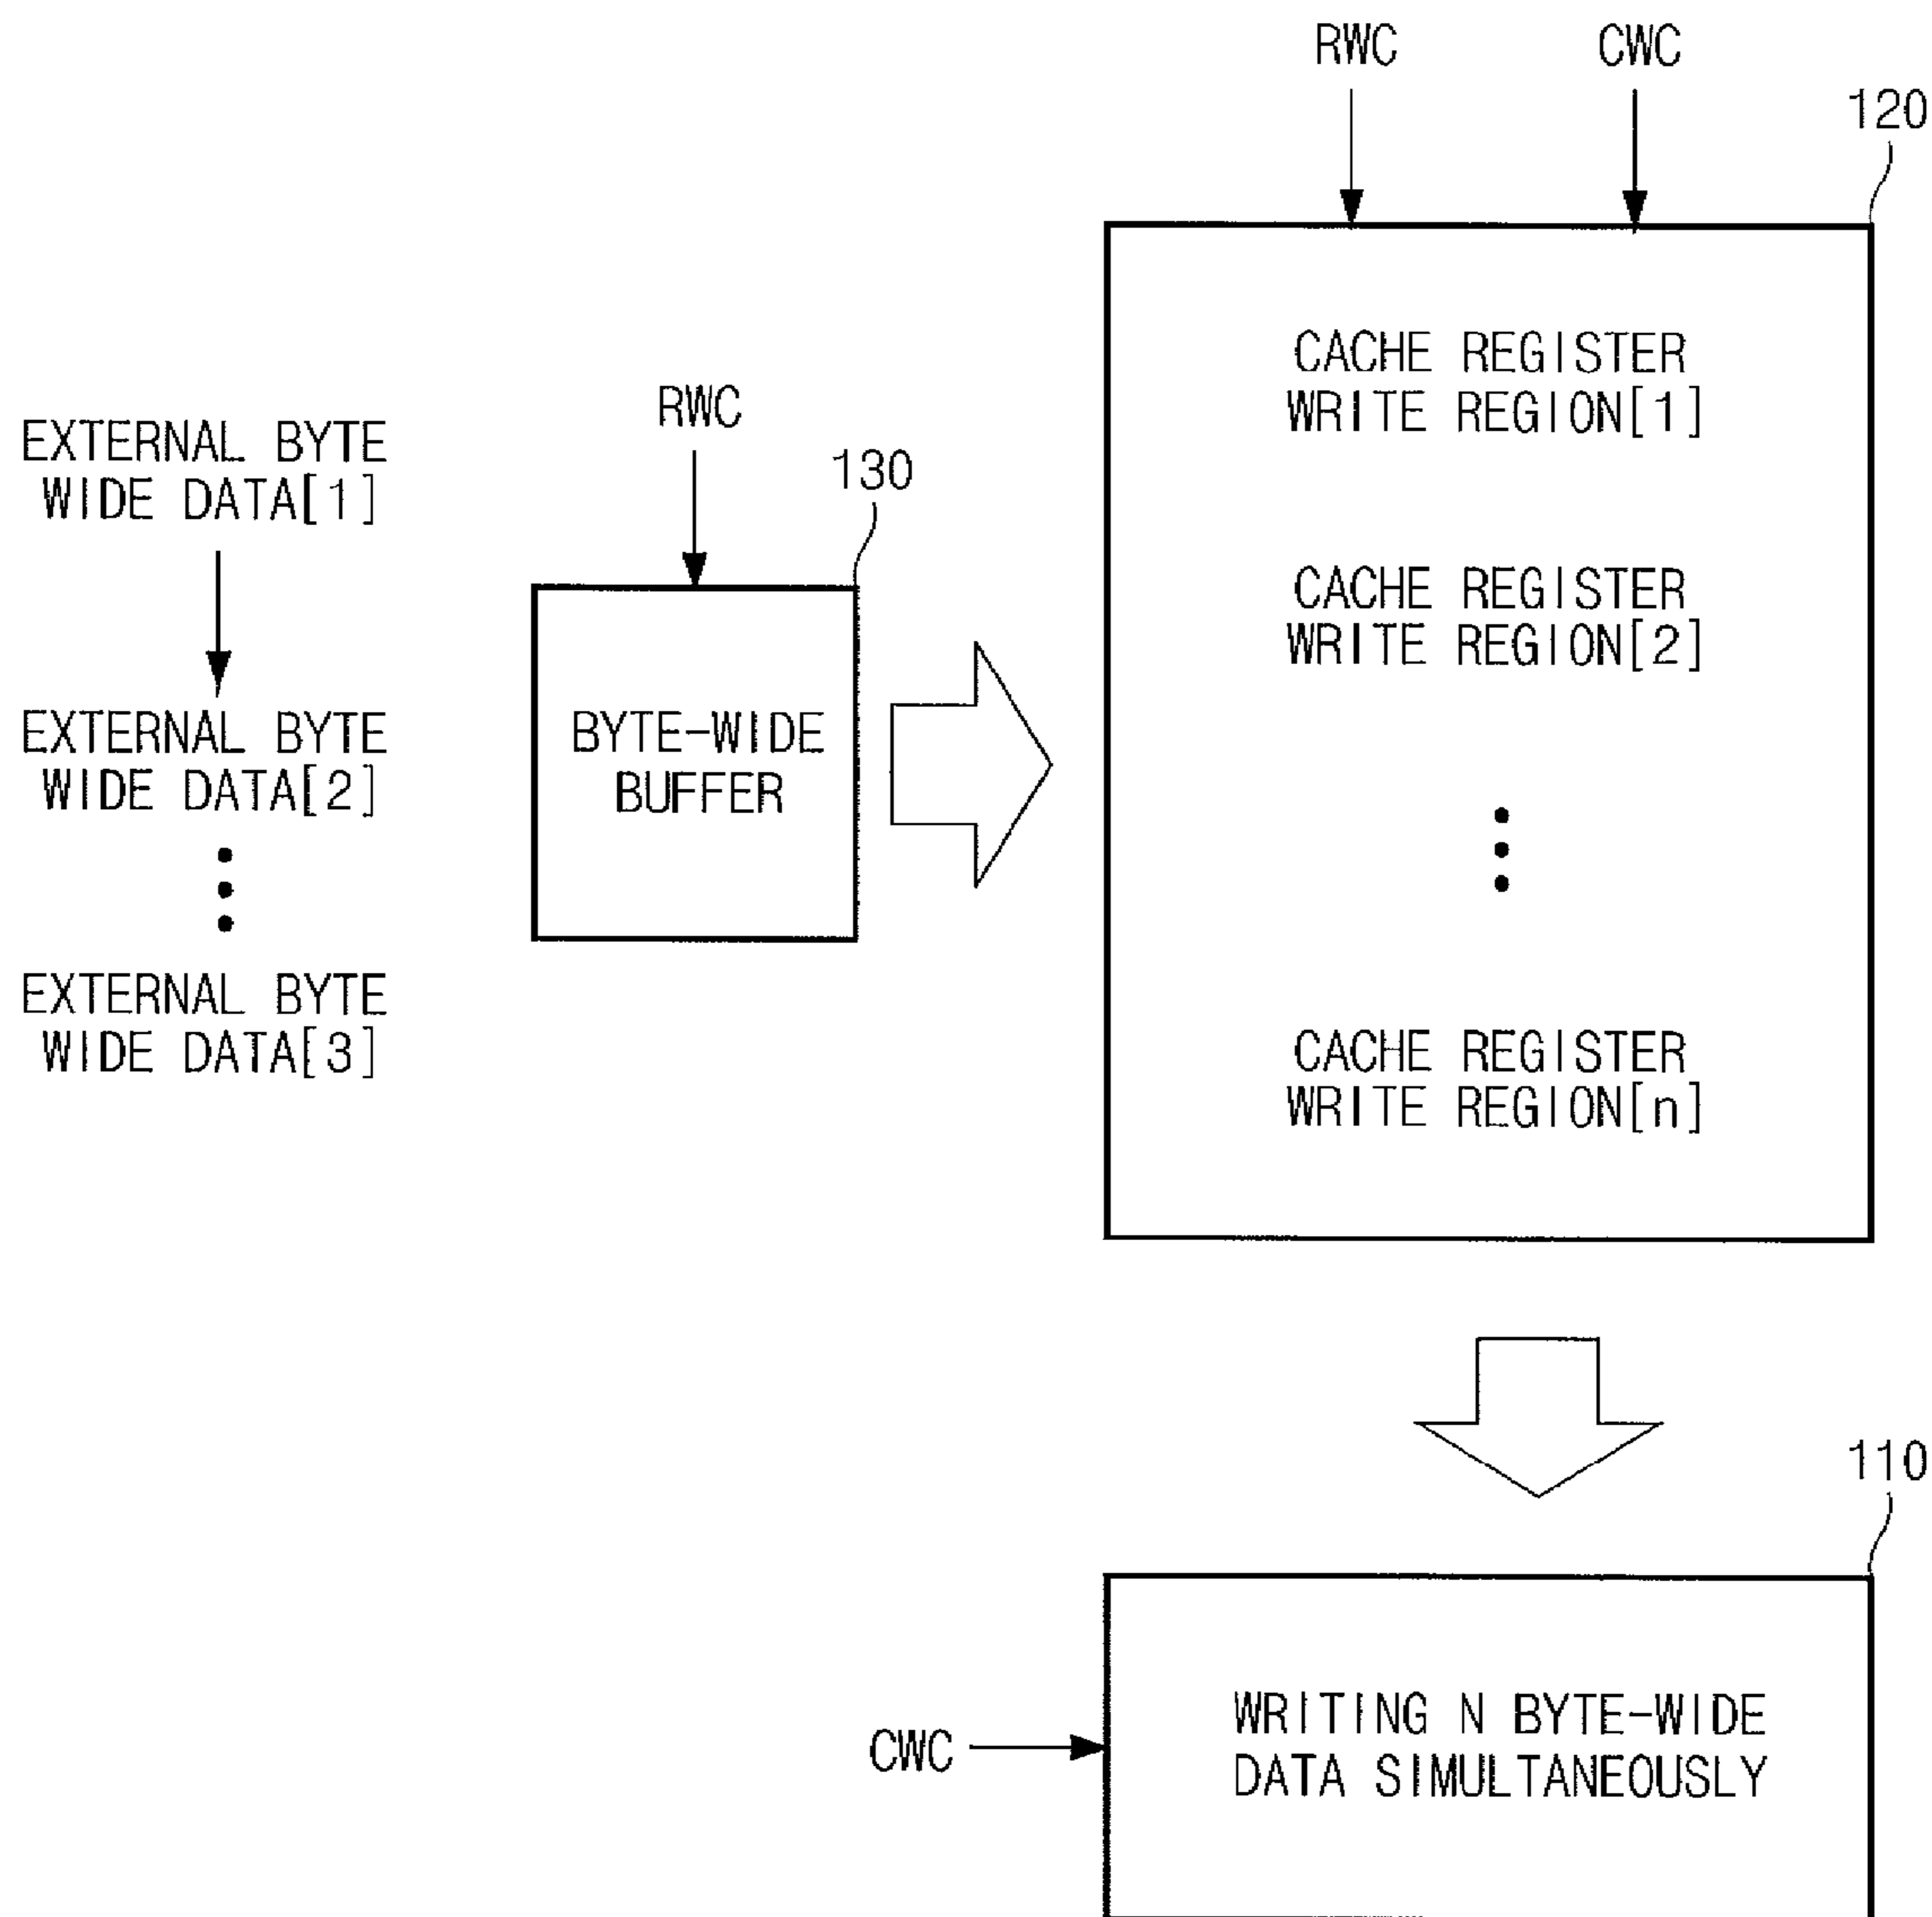 RWC
CWC
120
CACHE REGISTER
WRITE REGION[1]
RWC
130
EXTERNAL BYTE
WIDE DATA[1]
CACHE REGISTER
WRITE REGION[2]
EXTERNAL BYTE
WIDE DATA[2]
BYTE-WIDE
BUFFER
EXTERNAL BYTE
WIDE DATA[3]
CACHE REGISTER
WRITE REGION[n]
110
CWC
WRITING N BYTE-WIDE
DATA SIMULTANEOUSLY